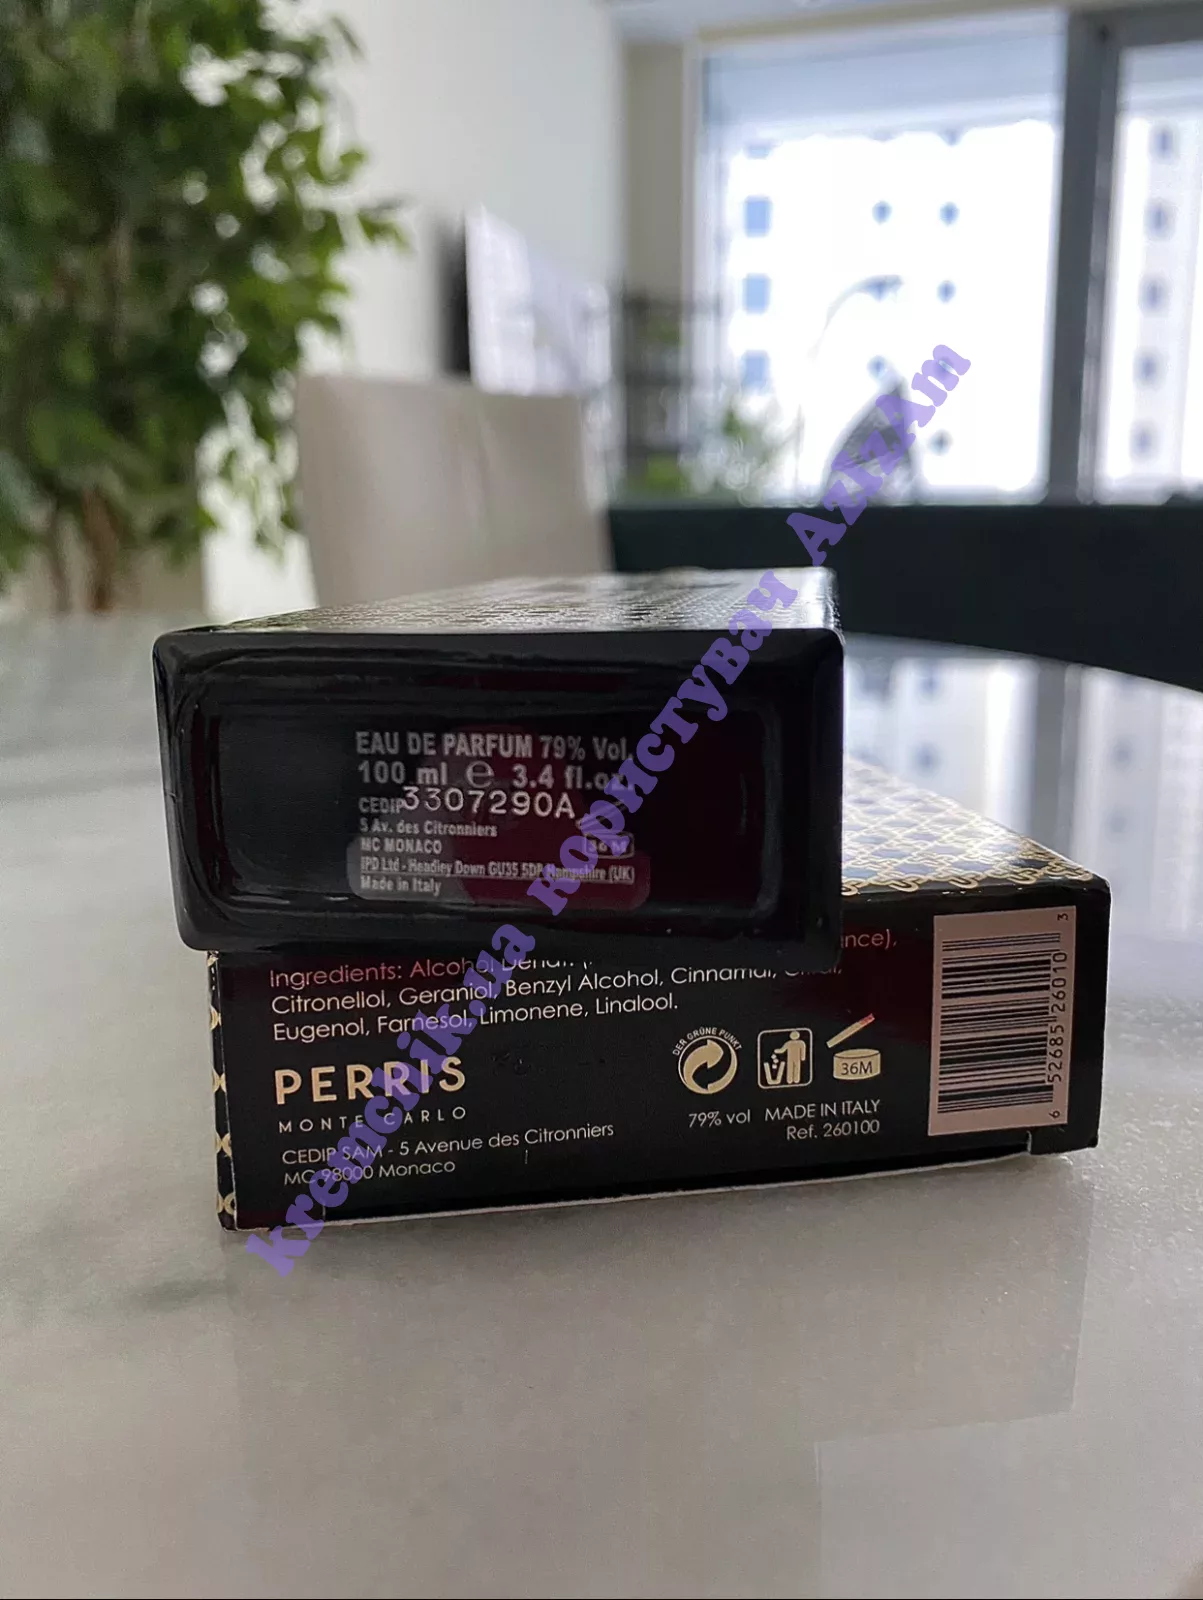 EAU DE PARFUM 79% Vol.
100 ml e 3.4 fl.oz.
CEDIP 3307290A
5 Av. des Citronniers
MC MONACO
36 M
IPD Ltd - Headley Down GU35 5DP Hampshire (UK)
Made in Italy
Ingredients: Alcohol Denat.
Citronellol, Geraniol, Benzyl Alcohol, Cinnamal,
Eugenol, Farnesol, Limonene, Linalool.
PERRIS
MONTE CARLO
CEDIP SAM - 5 Avenue des Citronniers
MC 98000 Monaco
DER GRÜNE PUNKT
36M
79% vol MADE IN ITALY
Ref. 260100
6 52685 26010 3
kremchik.ua користувач AzIzAm